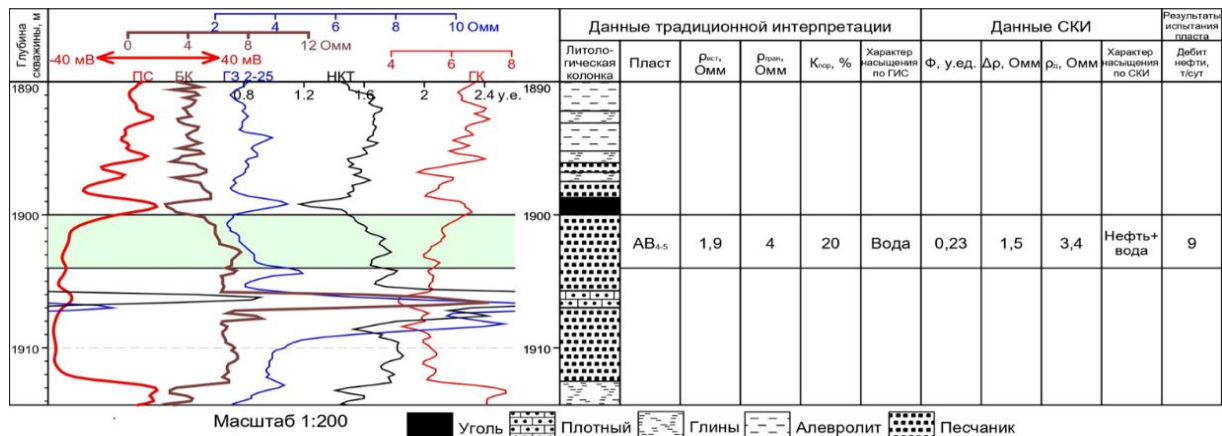 Глубина скважины, м
2 6 10 Омм
0 4 8 12 Омм
-40 мВ 40 мВ
4 6 8
ПС БК ГЗ 2-25 НКТ ГК
0.8 1.2 1.6 2 2.4 у.е.
1890
1900
1910
Данные традиционной интерпретации
Литоло-
гическая
колонка
Пласт
ρист, Омм
ρгран, Омм
Кпор, %
Характер
насыщения
по ГИС
Данные СКИ
Ф, у.ед.
Δρ, Омм
ρд, Омм
Характер
насыщения
по СКИ
Результаты
испытания
пласта
Дебит
нефти,
т/сут
1890
1900
1910
АВ4-5 1,9 4 20 Вода 0,23 1,5 3,4 Нефть+ вода 9
Масштаб 1:200 Уголь Плотный Глины Алевролит Песчаник